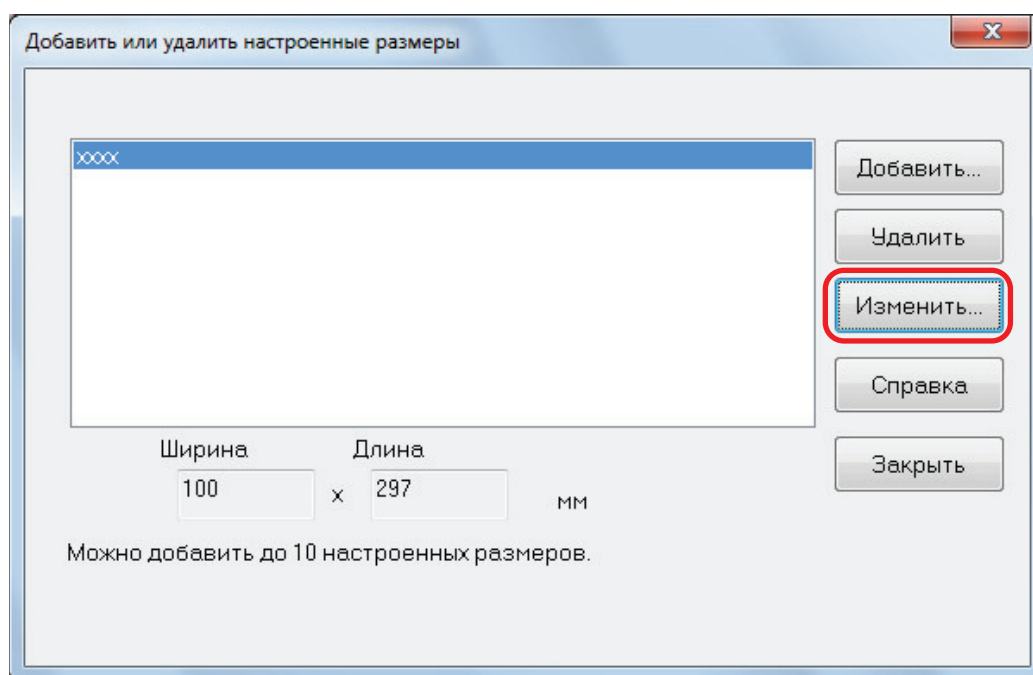 Добавить или удалить настроенные размеры
xxxx
Добавить...
Удалить
Изменить...
Справка
Закрыть
Ширина Длина
100 x 297 мм
Можно добавить до 10 настроенных размеров.